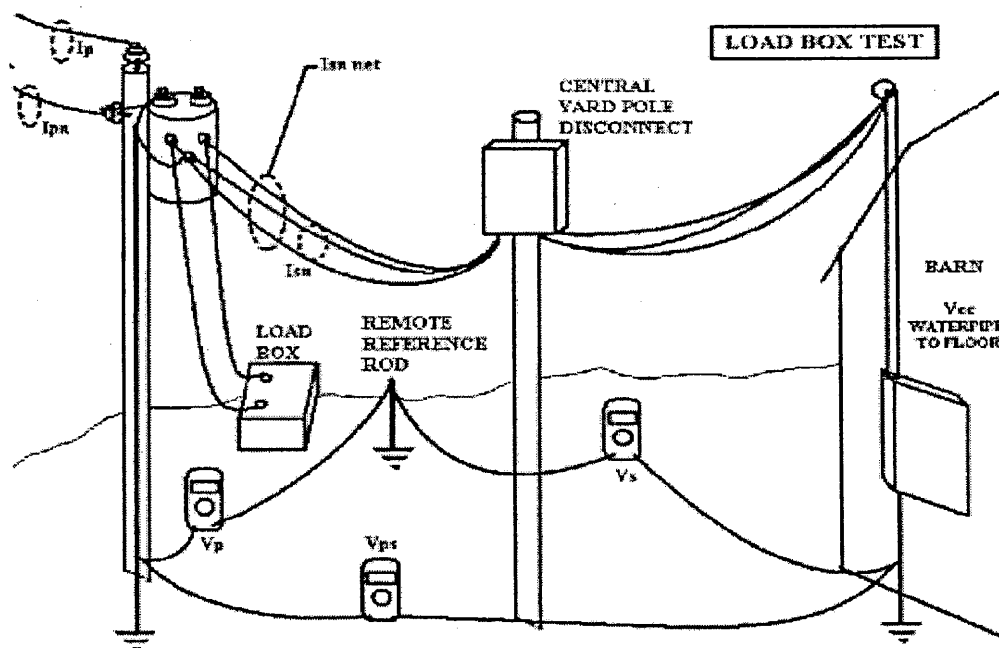 LOAD BOX TEST
Ip
Isn net
CENTRAL
YARD POLE
DISCONNECT
Ipn
Isn
BARN
Vcc
WATERPIPE
TO FLOOR
LOAD
BOX
REMOTE
REFERENCE
ROD
Vs
Vp
Vps